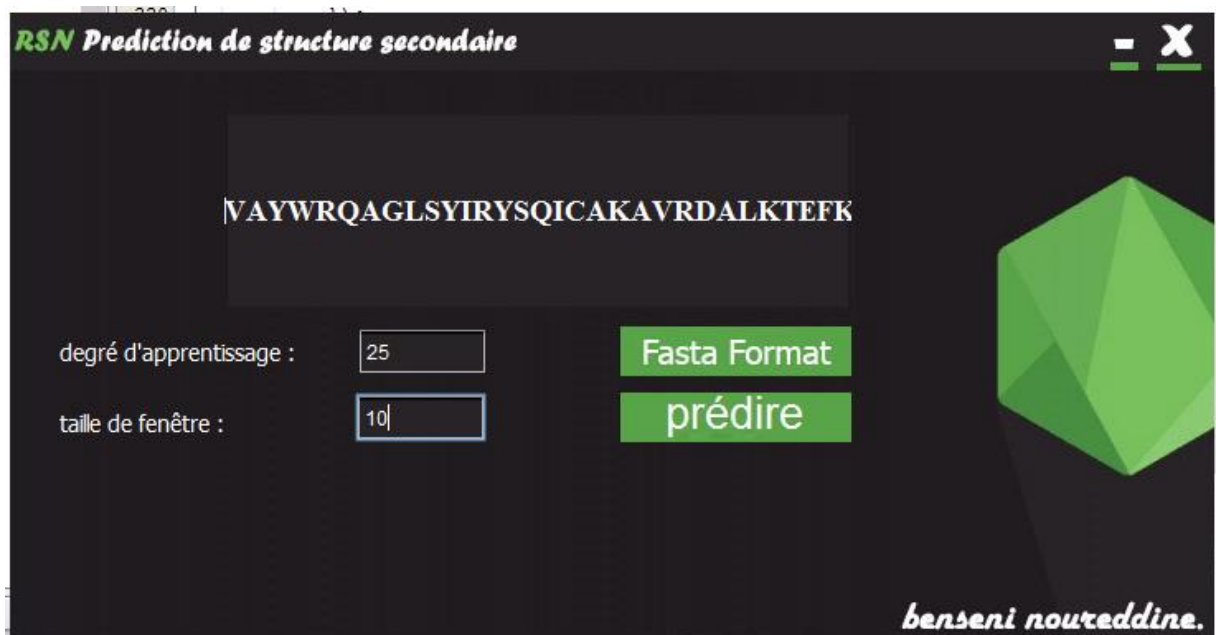 RSN Prediction de structure secondaire
- X
VAYWRQAGLSYIRYSQICAKAVRDALKTEFK
degré d'apprentissage : 25
Fasta Format
taille de fenêtre : 10
prédire
benseni noureddine.